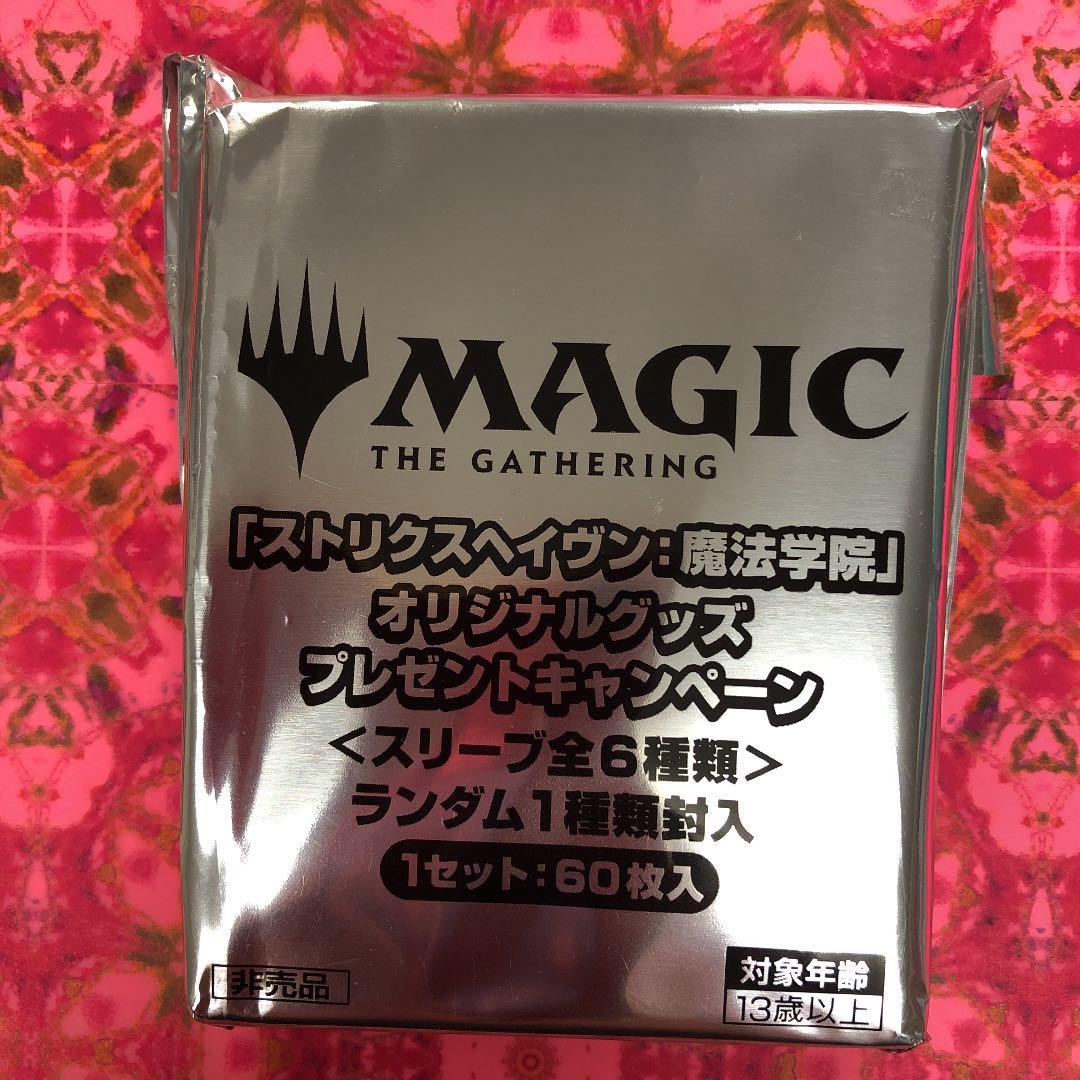 MAGIC
THE GATHERING
「ストリクスヘイヴン:魔法学院」
オリジナルグッズ
プレゼントキャンペーン
<スリーブ全6種類>
ランダム1種類封入
1セット:60枚入
非売品
対象年齢
13歳以上